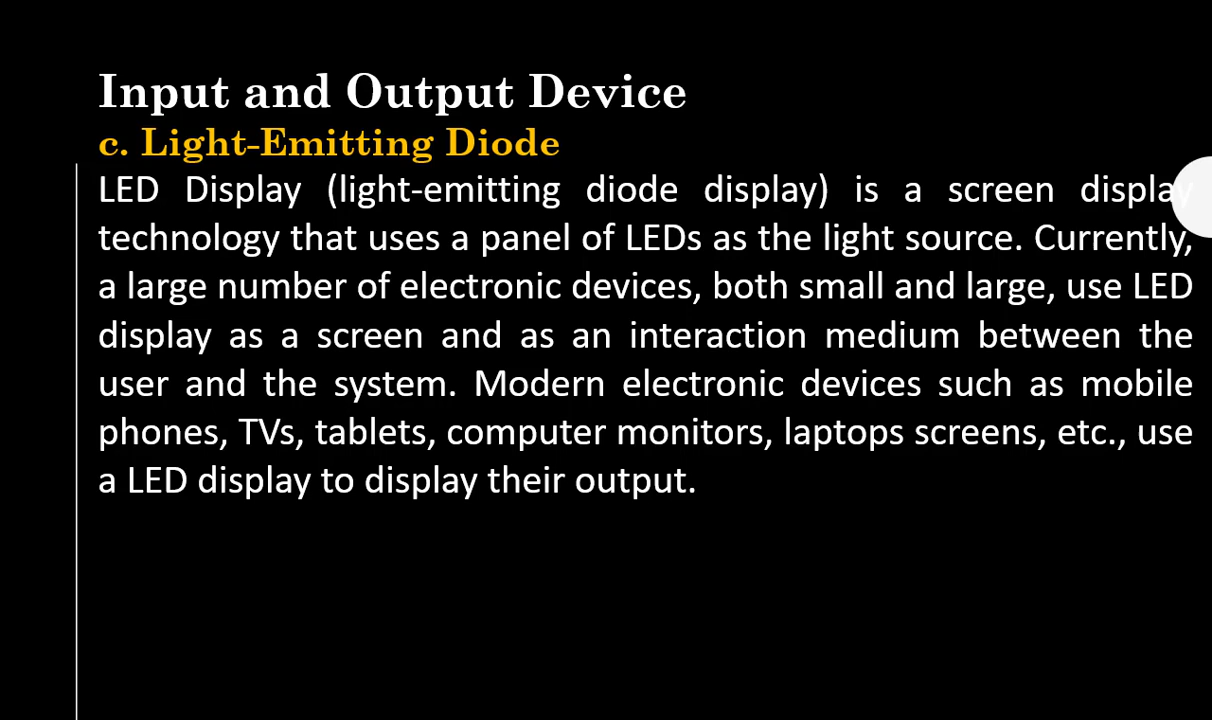 Input and Output Device
c. Light-Emitting Diode
LED Display (light-emitting diode display) is a screen display
technology that uses a panel of LEDs as the light source. Currently,
a large number of electronic devices, both small and large, use LED
display as a screen and as an interaction medium between the
user and the system. Modern electronic devices such as mobile
phones, TVs, tablets, computer monitors, laptops screens, etc., use
a LED display to display their output.